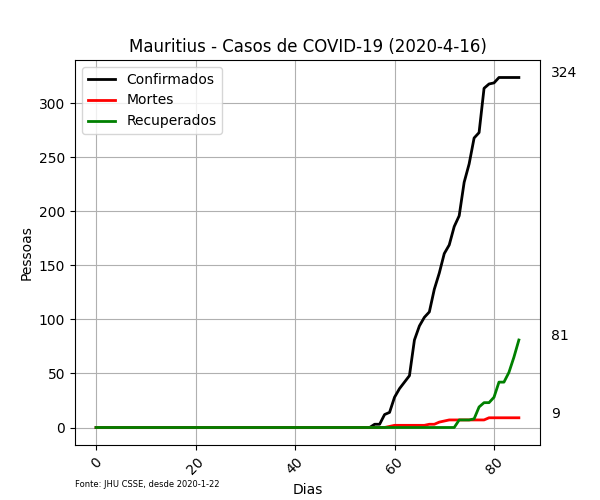 Mauritius - Casos de COVID-19 (2020-4-16)
Confirmados
Mortes
Recuperados
324
81
9
Pessoas
300
250
200
150
100
50
0
0
20
40
60
80
Dias
Fonte: JHU CSSE, desde 2020-1-22